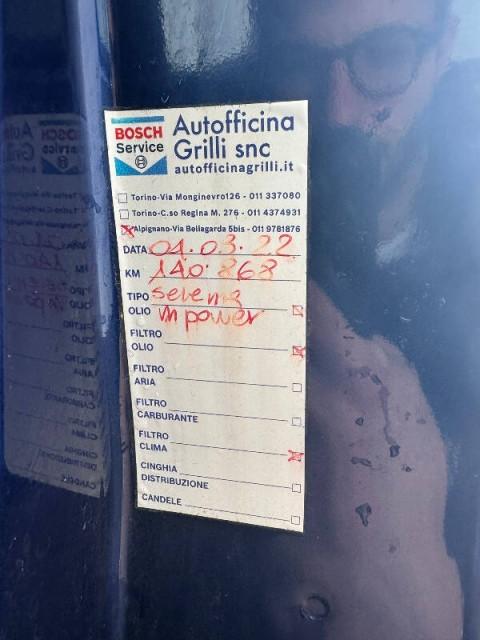 BOSCH
Service
Autofficina
Grilli snc
autofficinagrilli.it
Torino-Via Monginevro126 - 011 337080
Torino-C.so Regina M. 276 - 011 4374931
Alpignano-Via Bellagarda 5bis - 011 9781876
DATA 01.03.22
KM 140.868
TIPO selenia
OLIO VM power
FILTRO
OLIO
FILTRO
ARIA
FILTRO
CARBURANTE
FILTRO
CLIMA
CINGHIA
DISTRIBUZIONE
CANDELE